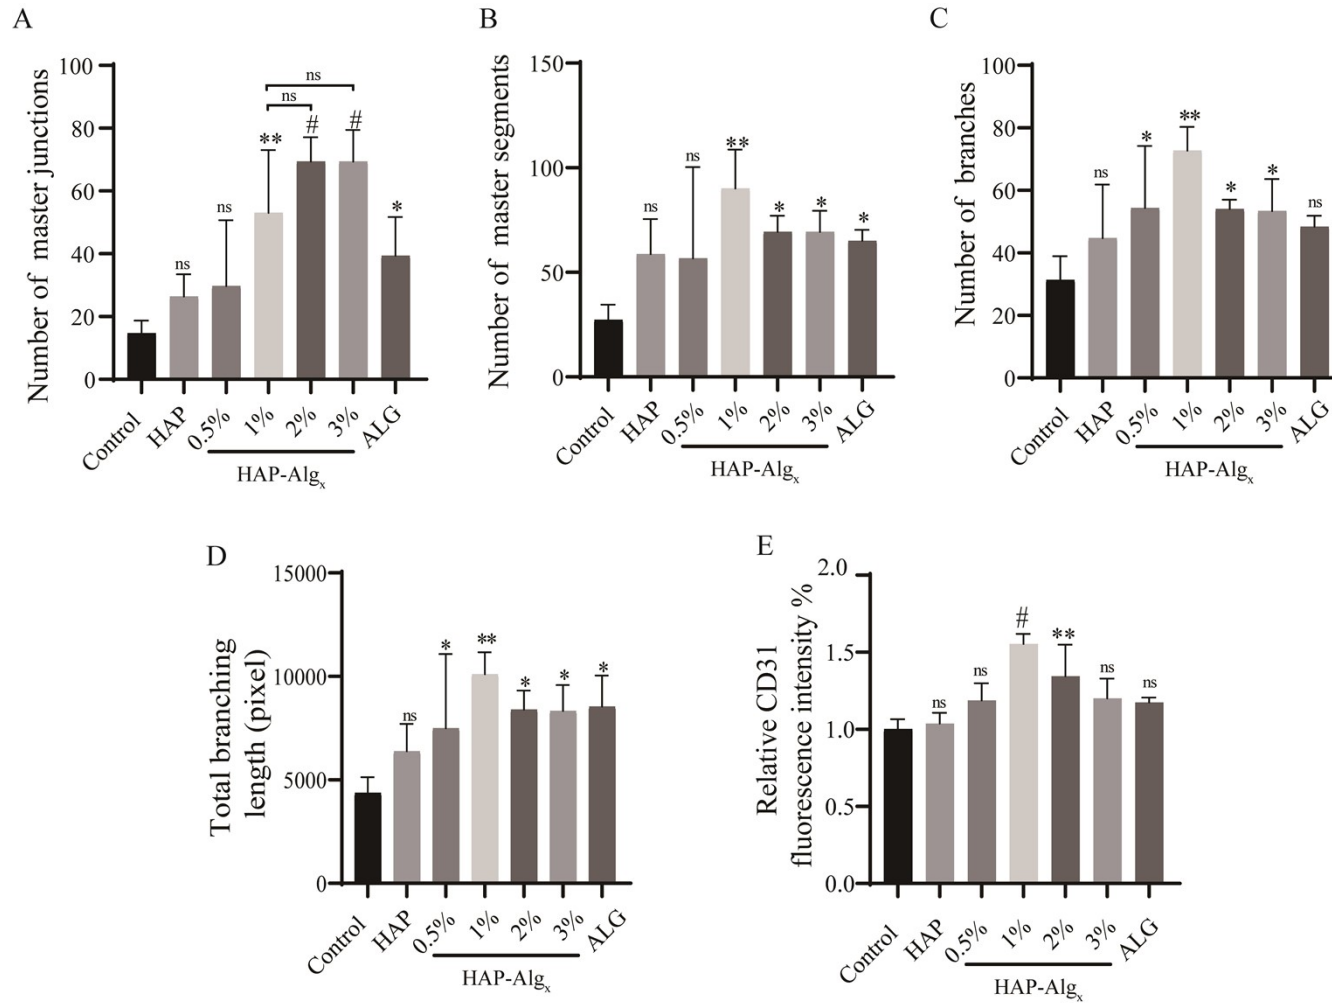 A
Number of master junctions
100
80
60
40
20
0
ns
ns
**
#
#
*
ns
ns
Control
HAP
0.5%
1%
2%
3%
ALG
HAP-Algx
B
Number of master segments
150
100
50
0
ns
ns
**
*
*
*
Control
HAP
0.5%
1%
2%
3%
ALG
HAP-Algx
C
Number of branches
100
80
60
40
20
0
ns
*
**
*
*
ns
Control
HAP
0.5%
1%
2%
3%
ALG
HAP-Algx
D
Total branching
length (pixel)
15000
10000
5000
0
ns
*
**
*
*
*
Control
HAP
0.5%
1%
2%
3%
ALG
HAP-Algx
E
Relative CD31
fluorescence intensity %
2.0
1.5
1.0
0.5
0.0
ns
ns
#
**
ns
ns
Control
HAP
0.5%
1%
2%
3%
ALG
HAP-Algx